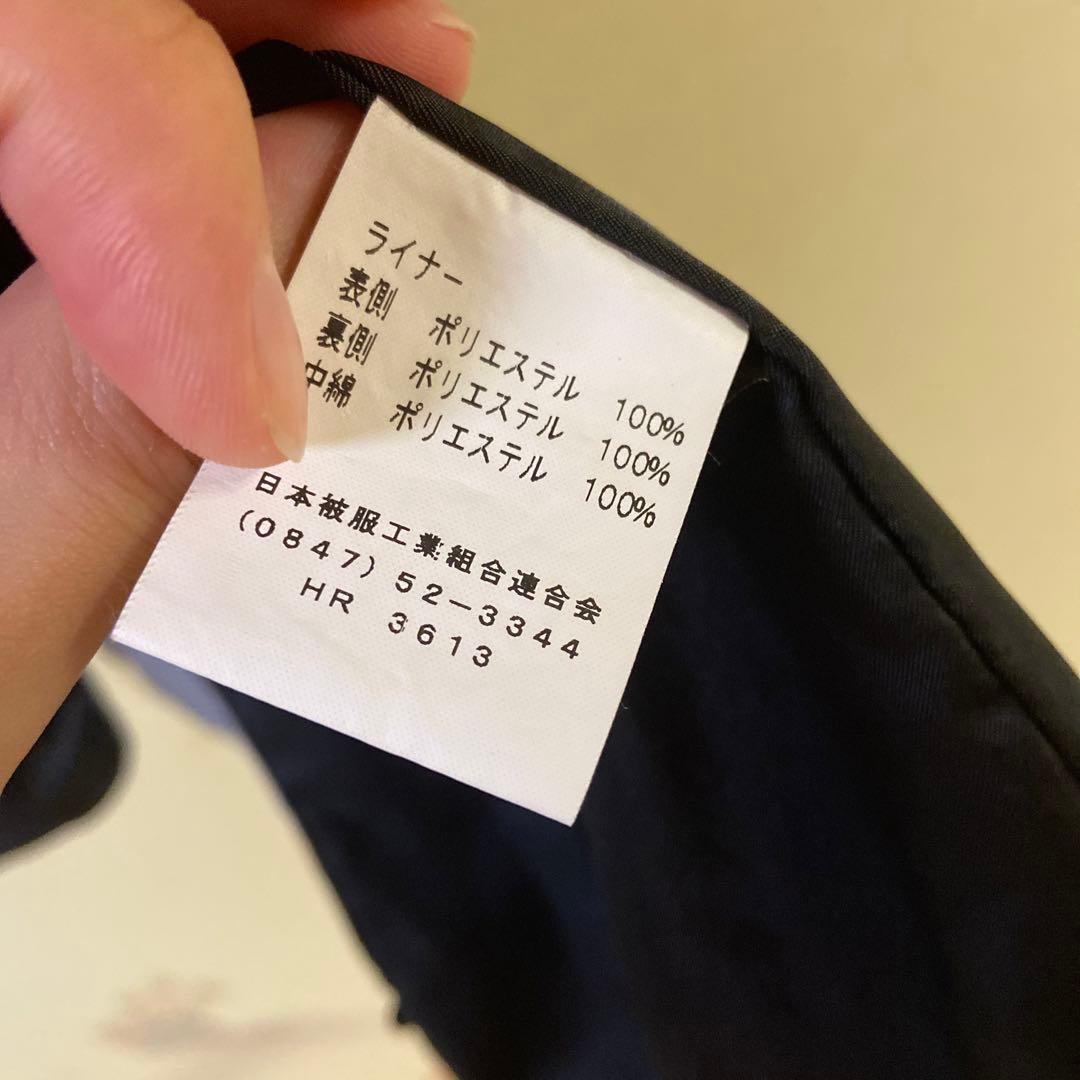 ライナー
表側 ポリエステル 100%
裏側 ポリエステル 100%
中綿 ポリエステル 100%
日本被服工業組合連合会
(0847) 52-3344
HR 3613